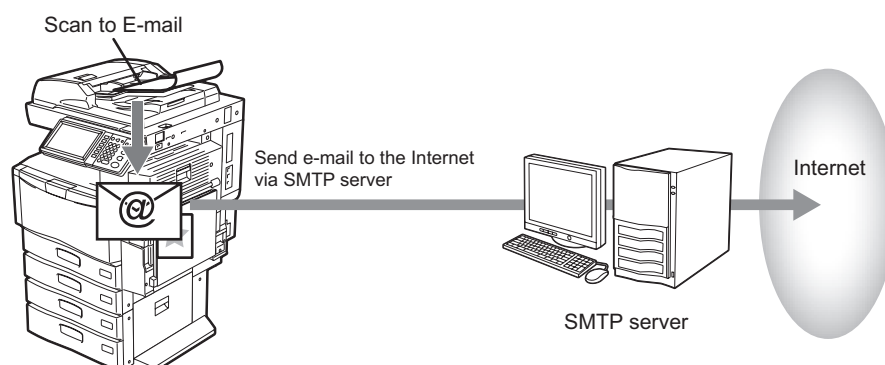 Scan to E-mail
Send e-mail to the Internet
via SMTP server
Internet
@
SMTP server